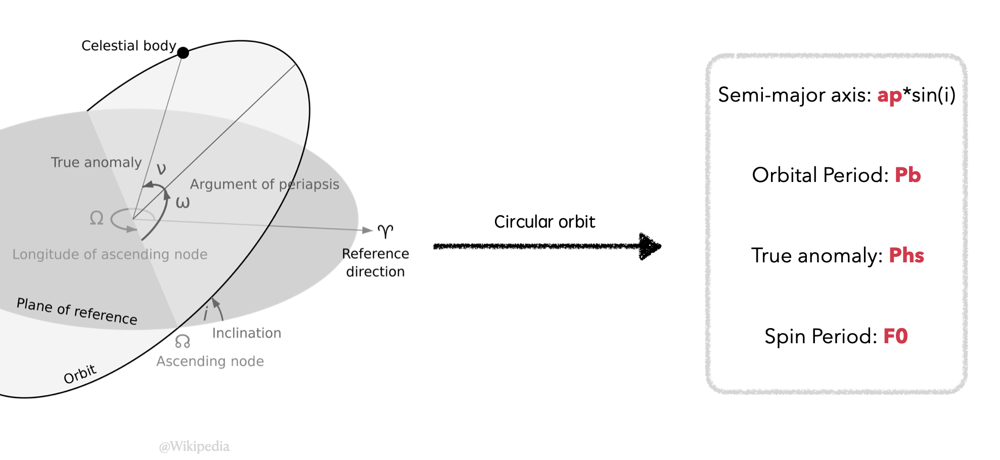 Celestial body
True anomaly
ν
Argument of periapsis
ω
Ω
♈︎
Reference
direction
Longitude of ascending node
Plane of reference
i
Inclination
☊
Ascending node
Orbit
@Wikipedia
Circular orbit
Semi-major axis: ap*sin(i)
Orbital Period: Pb
True anomaly: Phs
Spin Period: F0